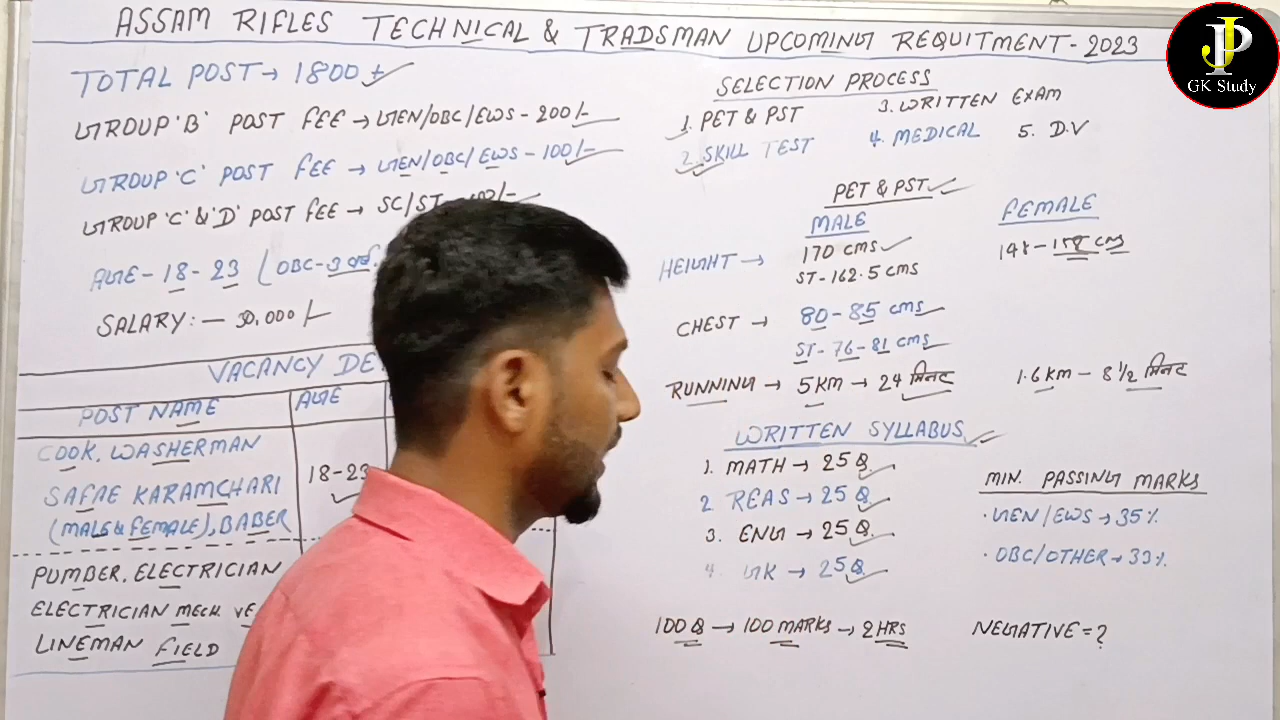 ASSAM RIFLES TECHNICAL & TRADSMAN UPCOMING REQUITMENT-2023
JP
GK Study
TOTAL POST → 1800+
GROUP 'B' POST FEE → GEN/OBC/EWS - 200/-
GROUP 'C' POST FEE → GEN/OBC/EWS - 100/-
GROUP 'C' & 'D' POST FEE → SC/ST
AGE - 18 - 23 (OBC - 3 वर्ष
SALARY: — 30,000/-
VACANCY DE
POST NAME
AGE
COOK, WASHERMAN
SAFAE KARAMCHARI
(MALE & FEMALE), BABER
18-23
PUMBER, ELECTRICIAN
ELECTRICIAN MECH VE
LINEMAN FIELD
SELECTION PROCESS
1. PET & PST
3. WRITTEN EXAM
2. SKILL TEST
4. MEDICAL
5. D.V
PET & PST
MALE
FEMALE
HEIGHT →
170 CMS
148 - CMS
ST - 162.5 CMS
CHEST →
80 - 85 CMS
ST - 76 - 81 CMS
RUNNING → 5 KM → 24 मिनट
1.6 KM - 8 1/2 मिनट
WRITTEN SYLLABUS
1. MATH → 25 Q
2. REAS → 25 Q
3. ENG → 25 Q.
4. GK → 25 Q
MIN. PASSING MARKS
• GEN/EWS → 35%
• OBC/OTHER → 33%
100 Q → 100 MARKS → 2 HRS
NEGATIVE = ?